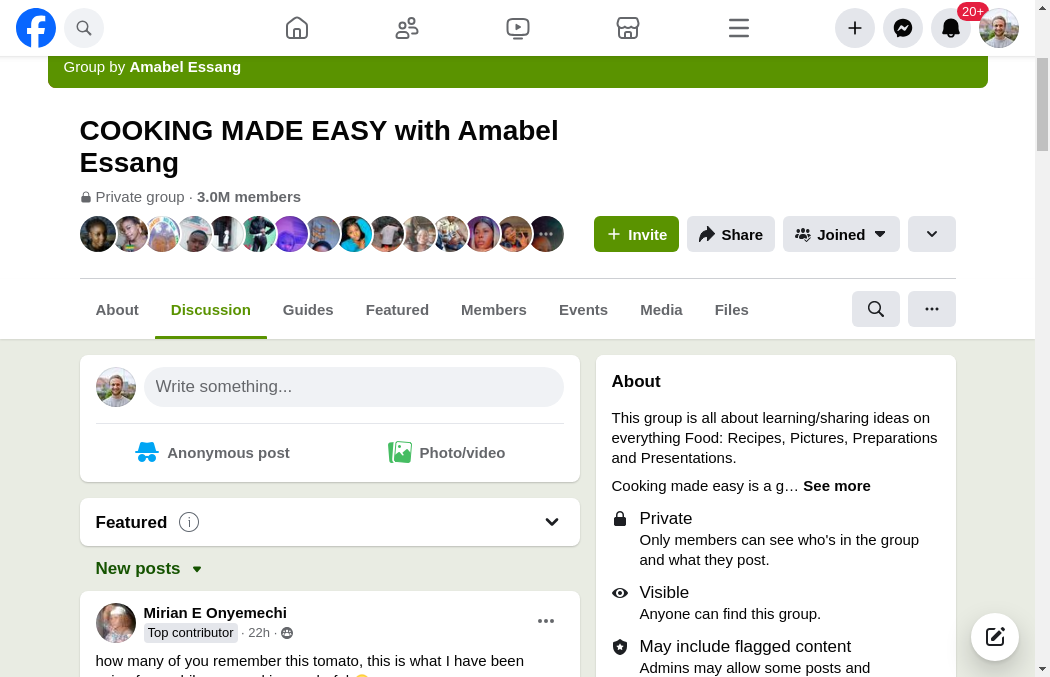 20+
Group by Amabel Essang
COOKING MADE EASY with Amabel
Essang
Private group · 3.0M members
Invite
Share
Joined
About
Discussion
Guides
Featured
Members
Events
Media
Files
Write something...
Anonymous post
Photo/video
Featured
New posts
Mirian E Onyemechi
Top contributor · 22h ·
how many of you remember this tomato, this is what I have been
About
This group is all about learning/sharing ideas on
everything Food: Recipes, Pictures, Preparations
and Presentations.
Cooking made easy is a g… See more
Private
Only members can see who's in the group
and what they post.
Visible
Anyone can find this group.
May include flagged content
Admins may allow some posts and